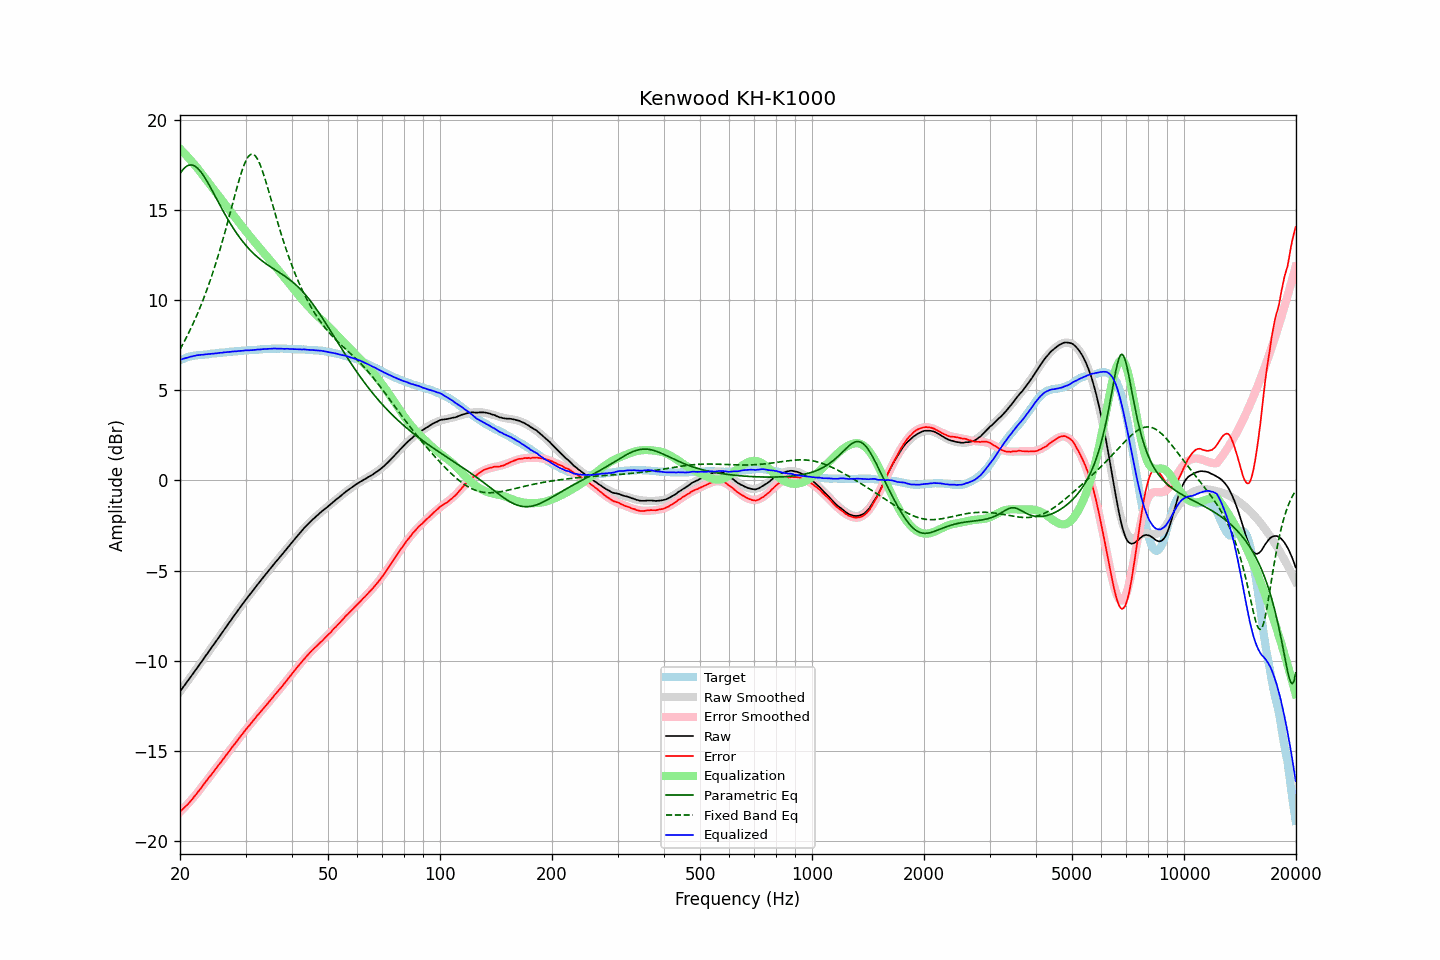 Kenwood KH-K1000
20
15
10
5
0
−5
−10
−15
−20
Amplitude (dBr)
Target
Raw Smoothed
Error Smoothed
Raw
Error
Equalization
Parametric Eq
Fixed Band Eq
Equalized
20 50 100 200 500 1000 2000 5000 10000 20000
Frequency (Hz)